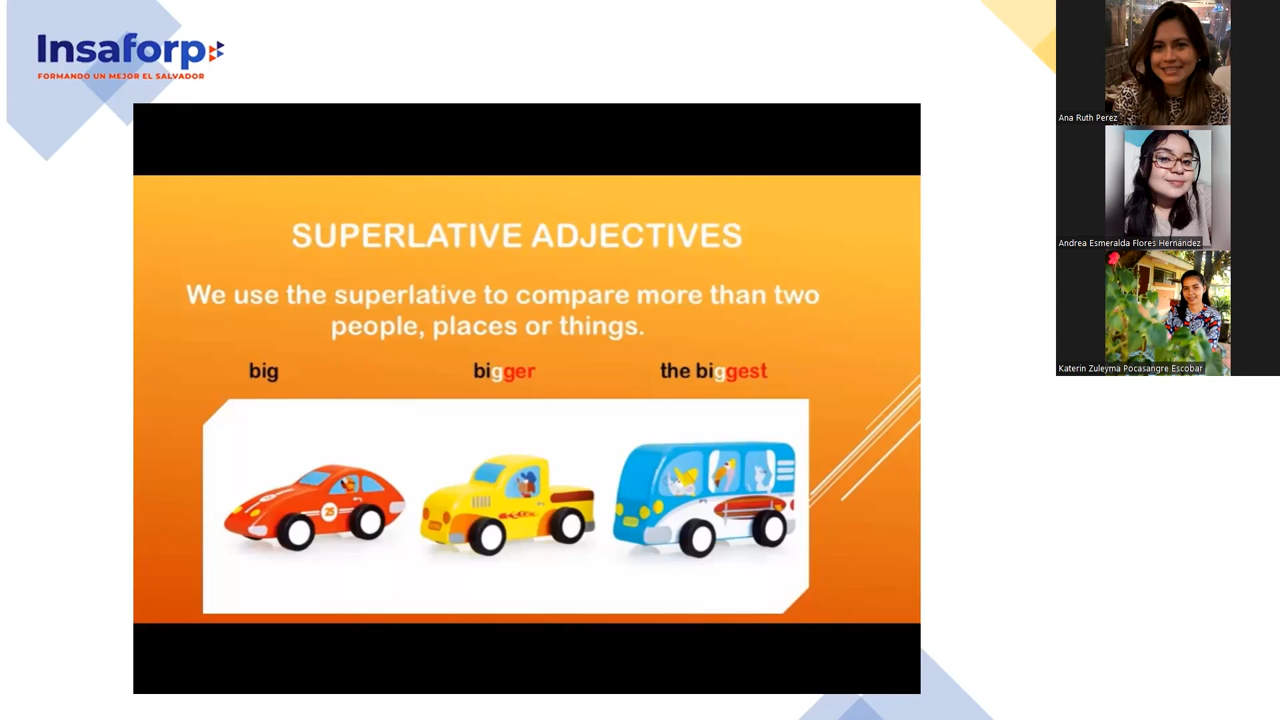 Insaforp
FORMANDO UN MEJOR EL SALVADOR
SUPERLATIVE ADJECTIVES
We use the superlative to compare more than two
people, places or things.
big bigger the biggest
Ana Ruth Perez
Andrea Esmeralda Flores Hernández
Katerin Zuleyma Pocasangre Escobar